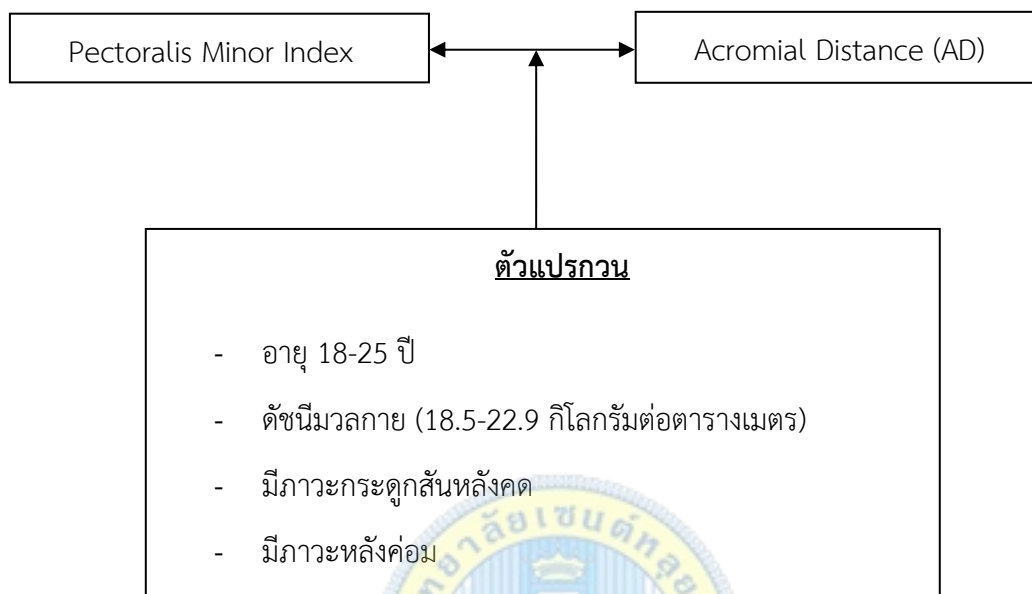 Pectoralis Minor Index
Acromial Distance (AD)
ตัวแปรกวน
- อายุ 18-25 ปี
- ดัชนีมวลกาย (18.5-22.9 กิโลกรัมต่อตารางเมตร)
- มีภาวะกระดูกสันหลังคด
- มีภาวะหลังค่อม